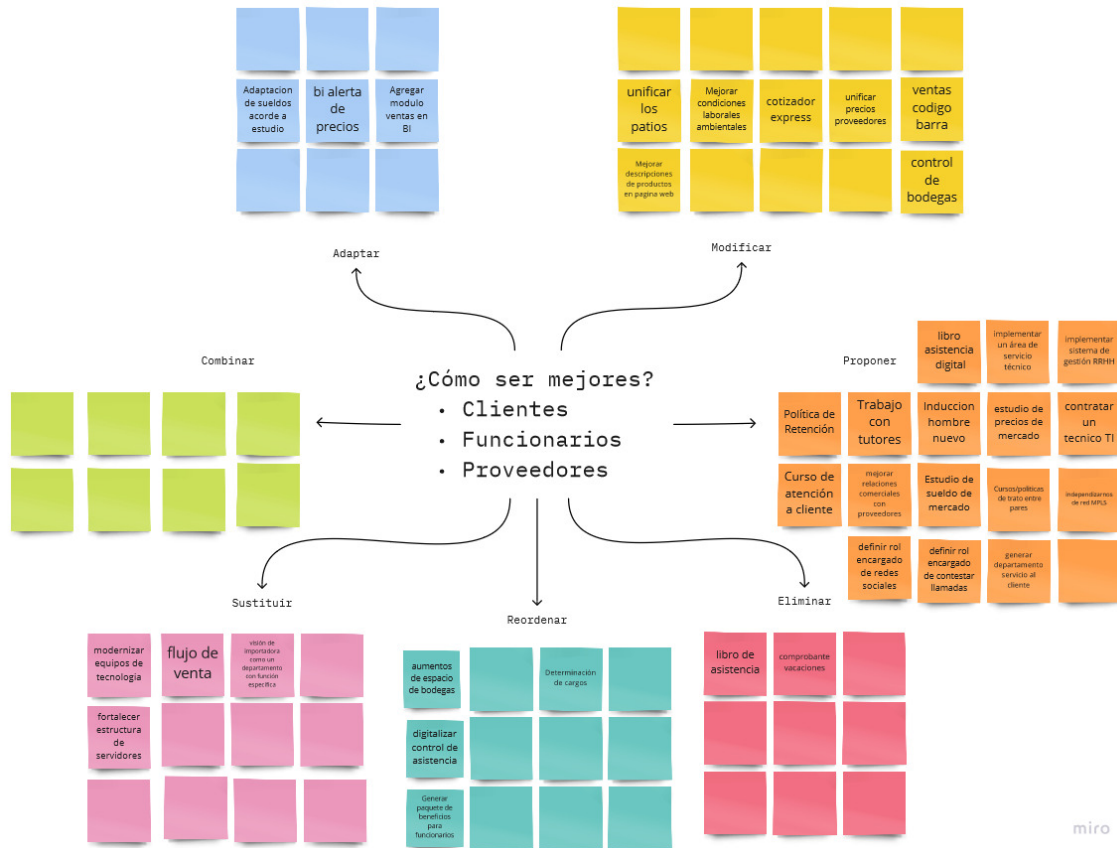 Adaptacion
de sueldos
acorde a
estudio
bi alerta
de
precios
Agregar
modulo
ventas en
BI
Adaptar
unificar
los
patios
Mejorar
condiciones
laborales
ambientales
cotizador
express
unificar
precios
proveedores
ventas
codigo
barra
Mejorar
descripciones
de productos
en pagina web
control
de
bodegas
Modificar
Combinar
¿Cómo ser mejores?
• Clientes
• Funcionarios
• Proveedores
Proponer
libro
asistencia
digital
implementar
un área de
servicio
técnico
implementar
sistema de
gestión RRHH
Política de
Retención
Trabajo
con
tutores
Induccion
hombre
nuevo
estudio de
precios de
mercado
contratar
un
tecnico TI
Curso de
atención
a cliente
mejorar
relaciones
comerciales
con
proveedores
Estudio de
sueldo de
mercado
Cursos/politicas
de trato entre
pares
independizarnos
de red MPLS
definir rol
encargado
de redes
sociales
definir rol
encargado
de contestar
llamadas
generar
departamento
servicio al
cliente
Sustituir
modernizar
equipos de
tecnologia
flujo de
venta
visión de
importadora
como un
departamento
con función
especifica
fortalecer
estructura
de
servidores
Reordenar
aumentos
de espacio
de bodegas
Determinación
de cargos
digitalizar
control de
asistencia
Generar
paquete de
beneficios
para
funcionarios
Eliminar
libro de
asistencia
comprobante
vacaciones
miro